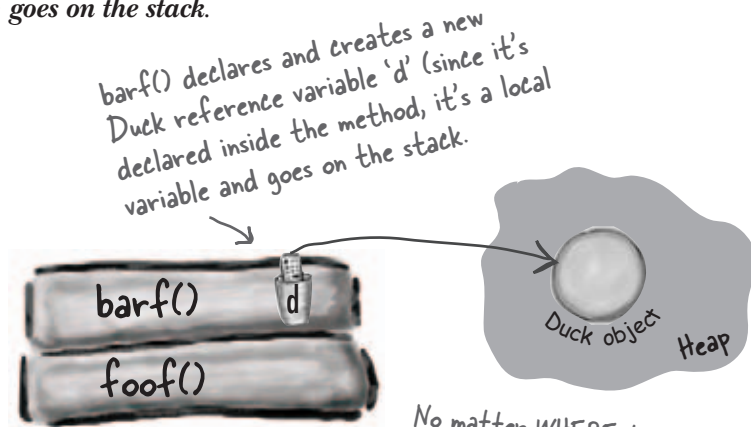 goes on the stack.
barf() declares and creates a new
Duck reference variable 'd' (since it's
declared inside the method, it's a local
variable and goes on the stack.
barf()
d
foof()
Duck object
Heap
No matter WHERE